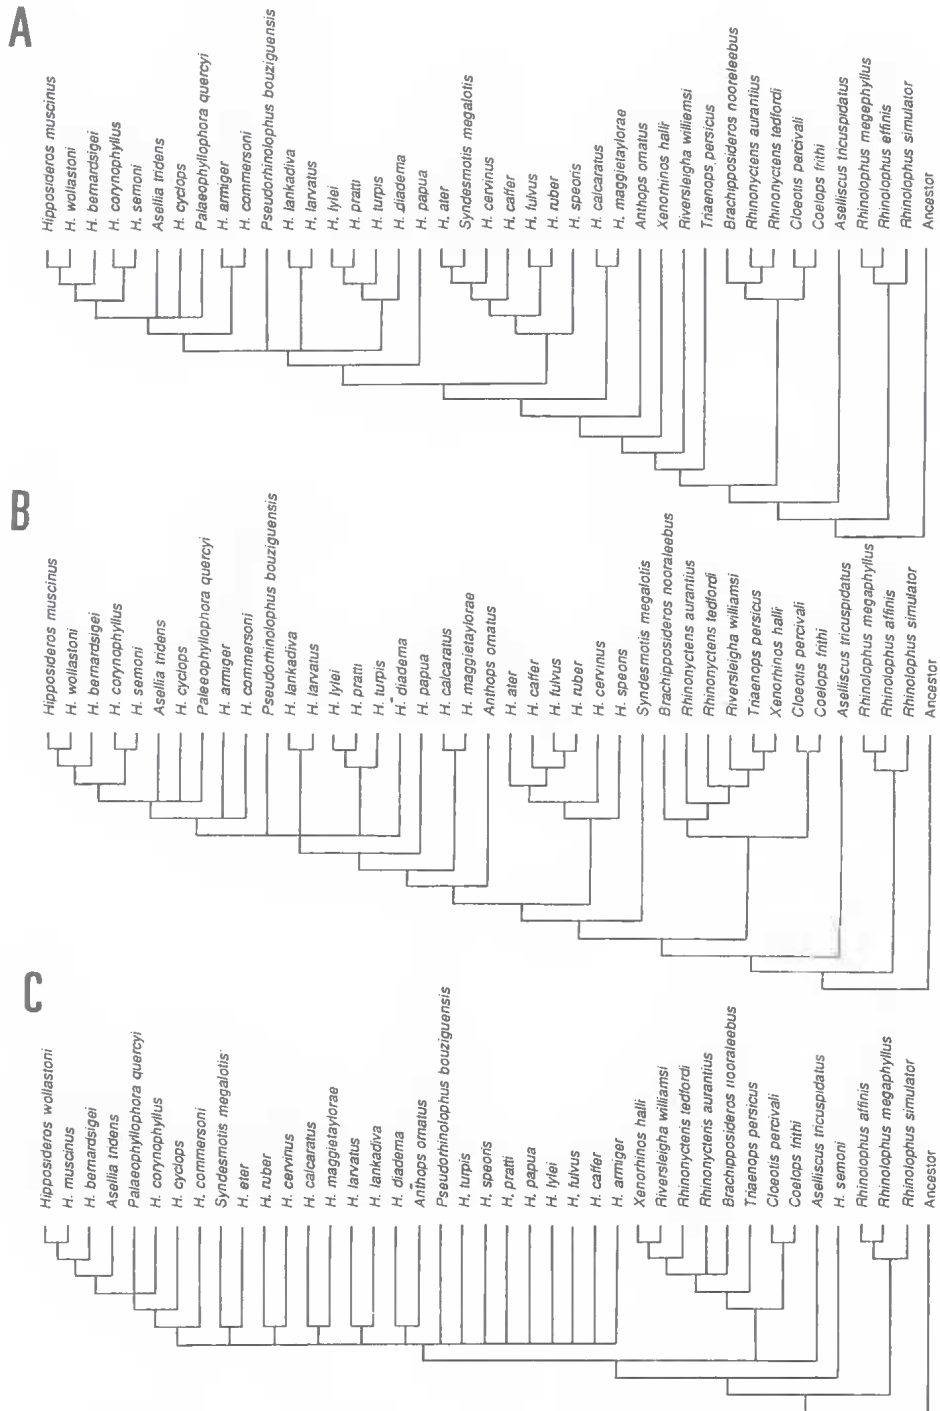 A
Hipposideros muscinus
H. wollastoni
H. bernardsigei
H. corynophyllus
H. semoni
Asellia tridens
H. cyclops
Palaeophyllophora quercyi
H. armiger
H. commersoni
Pseudorhinolophus bouziguensis
H. lankadiva
H. larvatus
H. lylei
H. pratti
H. turpis
H. diadema
H. papua
H. ater
Syndesmotis megalotis
H. cervinus
H. caffer
H. fulvus
H. ruber
H. speoris
H. calcaratus
H. maggietaylorae
Anthops ornatus
Xenorhinos halli
Riversleigha williamsi
Triaenops persicus
Brachipposideros nooraleebus
Rhinonycteris aurantius
Rhinonycteris tedfordi
Cloeotis percivali
Coelops frithi
Aselliscus tricuspidatus
Rhinolophus megaphyllus
Rhinolophus affinis
Rhinolophus simulator
Ancestor
B
Hipposideros muscinus
H. wollastoni
H. bernardsigei
H. corynophyllus
H. semoni
Asellia tridens
H. cyclops
Palaeophyllophora quercyi
H. armiger
H. commersoni
Pseudorhinolophus bouziguensis
H. lankadiva
H. larvatus
H. lylei
H. pratti
H. turpis
H. diadema
H. papua
H. calcaratus
H. maggietaylorae
Anthops ornatus
H. ater
H. caffer
H. fulvus
H. ruber
H. cervinus
H. speoris
Syndesmotis megalotis
Brachipposideros nooraleebus
Rhinonycteris aurantius
Rhinonycteris tedfordi
Riversleigha williamsi
Triaenops persicus
Xenorhinos halli
Cloeotis percivali
Coelops frithi
Aselliscus tricuspidatus
Rhinolophus megaphyllus
Rhinolophus affinis
Rhinolophus simulator
Ancestor
C
Hipposideros wollastoni
H. muscinus
H. bernardsigei
Asellia tridens
Palaeophyllophora quercyi
H. corynophyllus
H. cyclops
H. commersoni
Syndesmotis megalotis
H. ater
H. ruber
H. cervinus
H. calcaratus
H. maggietaylorae
H. larvatus
H. lankadiva
H. diadema
Anthops ornatus
Pseudorhinolophus bouziguensis
H. turpis
H. speoris
H. pratti
H. papua
H. lylei
H. fulvus
H. caffer
H. armiger
Xenorhinos halli
Riversleigha williamsi
Rhinonycteris tedfordi
Rhinonycteris aurantius
Brachipposideros nooraleebus
Triaenops persicus
Cloeotis percivali
Coelops frithi
Aselliscus tricuspidatus
H. semoni
Rhinolophus affinis
Rhinolophus megaphyllus
Rhinolophus simulator
Ancestor